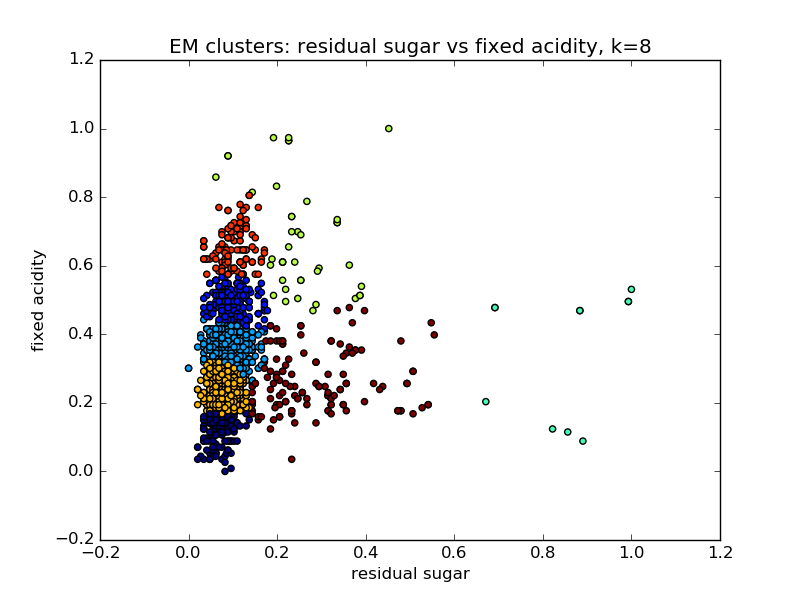 EM clusters: residual sugar vs fixed acidity, k=8
1.2
1.0
0.8
0.6
0.4
0.2
0.0
−0.2
fixed acidity
−0.2 0.0 0.2 0.4 0.6 0.8 1.0 1.2
residual sugar